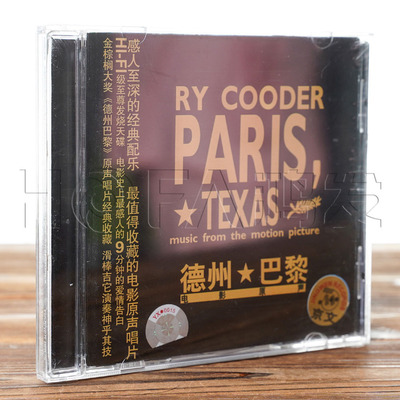 感人至深的经典配乐 最值得收藏的电影原声唱片
HI-FI级至尊发烧天碟 电影史上最感人的9分钟的爱情告白
金棕榈大奖《德州巴黎》原声唱片经典收藏 滑棒吉它演奏神乎其技
RY COODER
PARIS,
★TEXAS
music from the motion picture
德州★巴黎
电影原声
京文